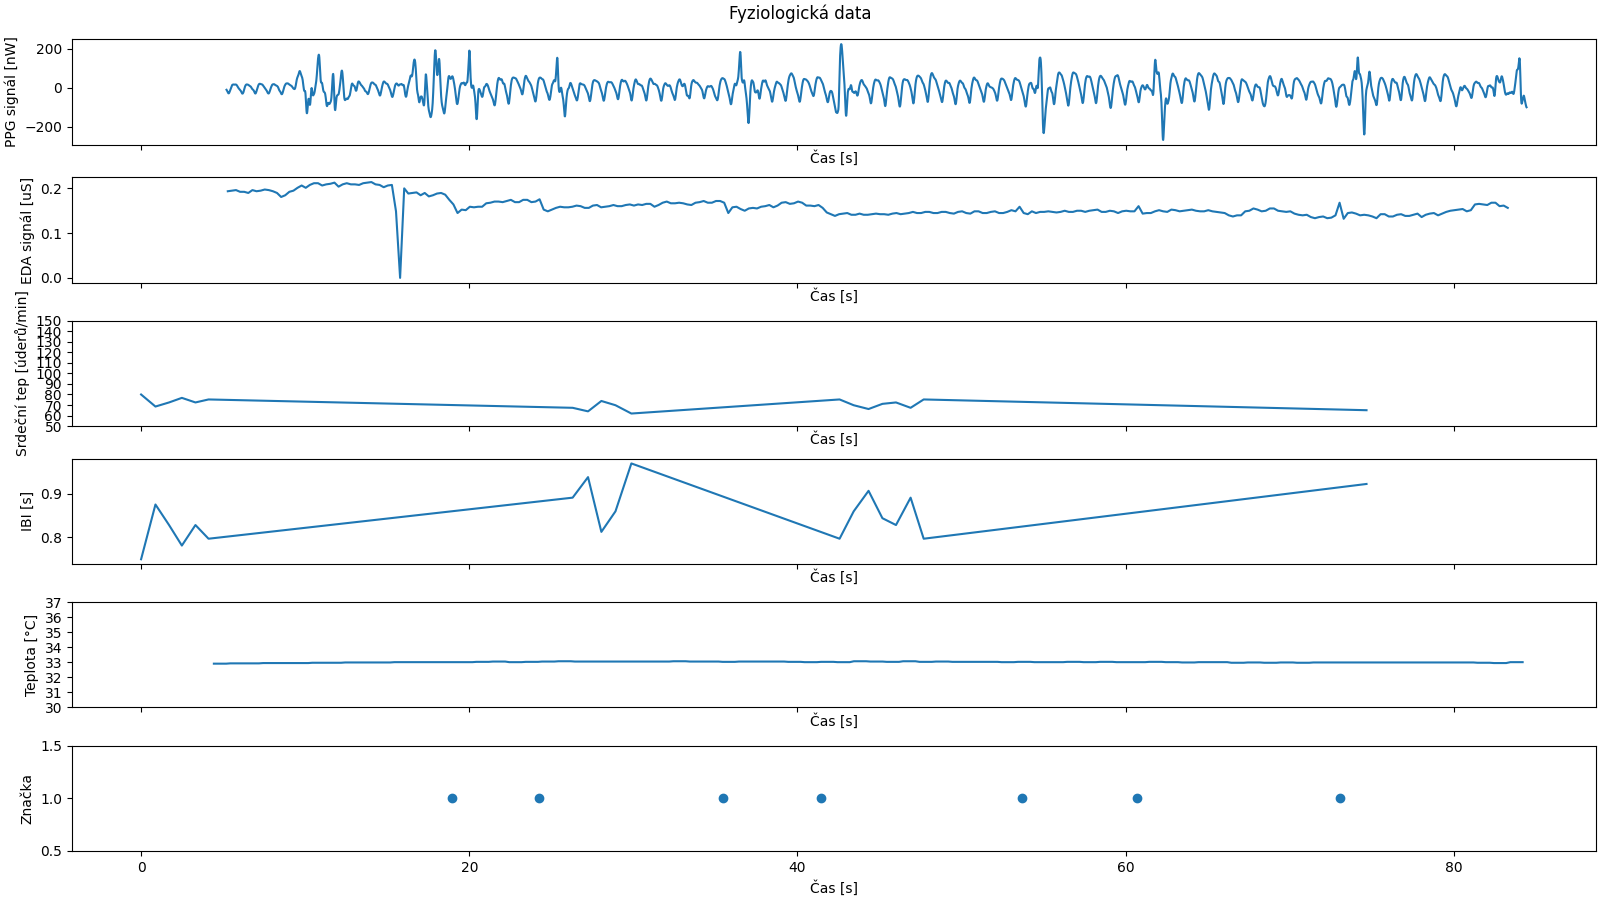 Fyziologická data
PPG signál [nW]
200
0
−200
Čas [s]
EDA signál [uS]
0.2
0.1
0.0
Čas [s]
Srdeční tep [úderů/min]
150
140
130
120
110
100
90
80
70
60
50
Čas [s]
IBI [s]
0.9
0.8
Čas [s]
Teplota [°C]
37
36
35
34
33
32
31
30
Čas [s]
Značka
1.5
1.0
0.5
0 20 40 60 80
Čas [s]